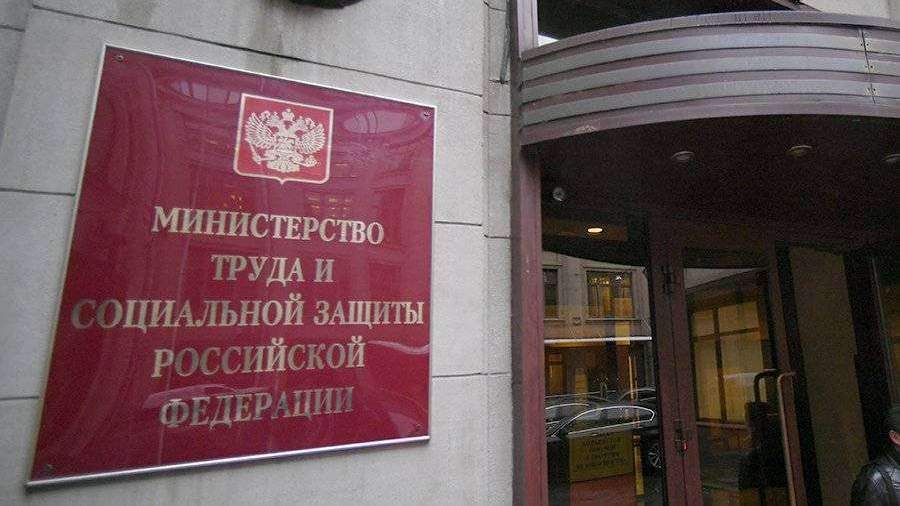 МИНИСТЕРСТВО
ТРУДА И
СОЦИАЛЬНОЙ ЗАЩИТЫ
РОССИЙСКОЙ
ФЕДЕРАЦИИ